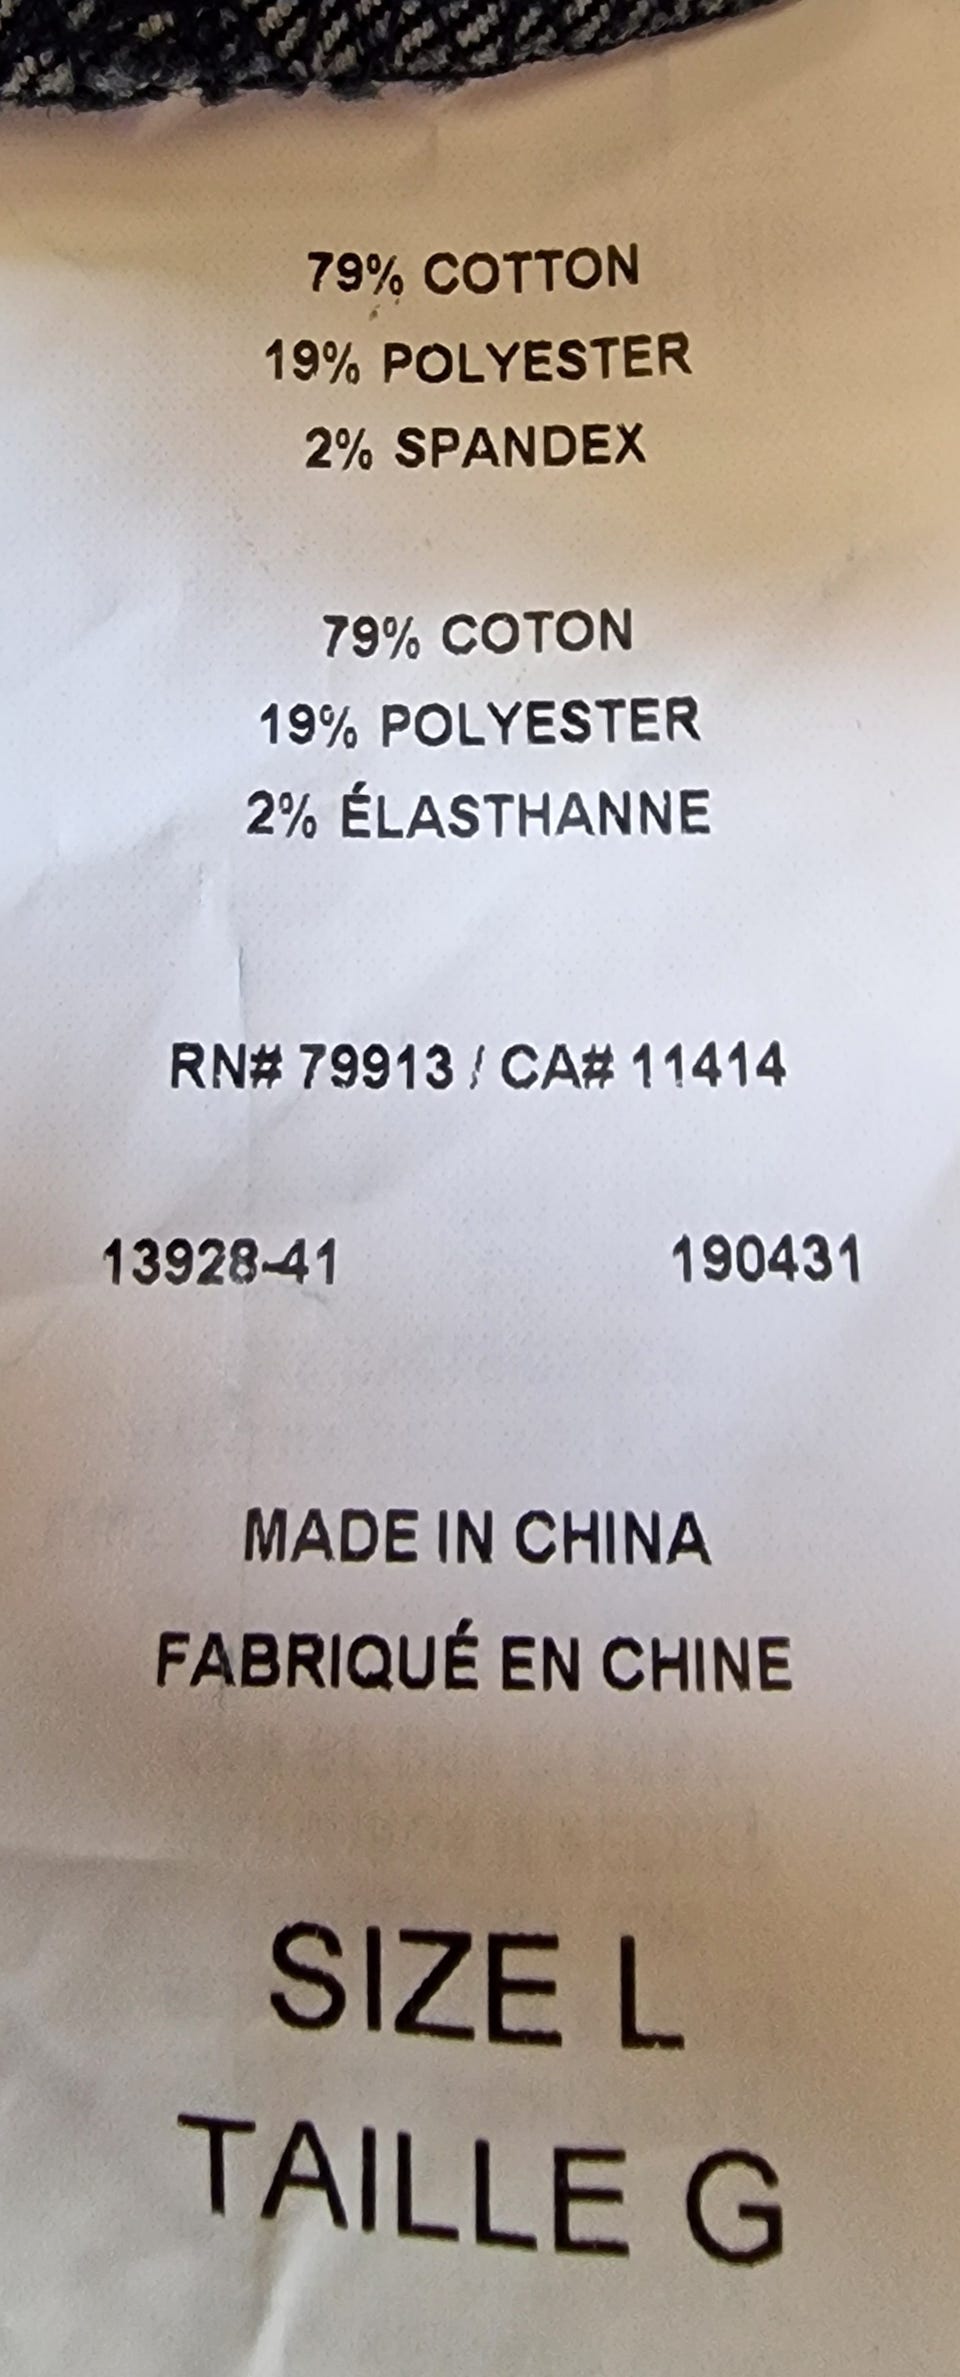 79% COTTON
19% POLYESTER
2% SPANDEX
79% COTON
19% POLYESTER
2% ÉLASTHANNE
RN# 79913 / CA# 11414
13928-41 190431
MADE IN CHINA
FABRIQUÉ EN CHINE
SIZE L
TAILLE G